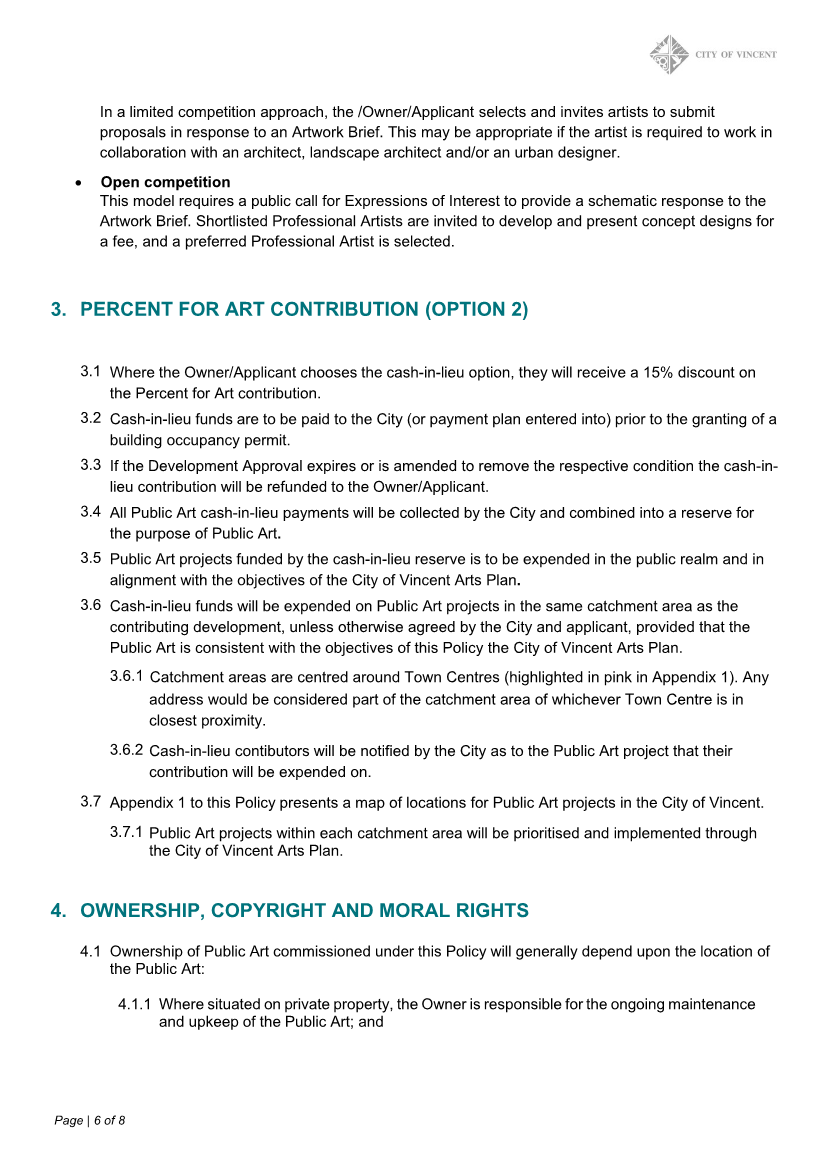 CITY OF VINCENT
In a limited competition approach, the /Owner/Applicant selects and invites artists to submit
proposals in response to an Artwork Brief. This may be appropriate if the artist is required to work in
collaboration with an architect, landscape architect and/or an urban designer.
• Open competition
This model requires a public call for Expressions of Interest to provide a schematic response to the
Artwork Brief. Shortlisted Professional Artists are invited to develop and present concept designs for
a fee, and a preferred Professional Artist is selected.
3. PERCENT FOR ART CONTRIBUTION (OPTION 2)
3.1 Where the Owner/Applicant chooses the cash-in-lieu option, they will receive a 15% discount on
the Percent for Art contribution.
3.2 Cash-in-lieu funds are to be paid to the City (or payment plan entered into) prior to the granting of a
building occupancy permit.
3.3 If the Development Approval expires or is amended to remove the respective condition the cash-in-
lieu contribution will be refunded to the Owner/Applicant.
3.4 All Public Art cash-in-lieu payments will be collected by the City and combined into a reserve for
the purpose of Public Art.
3.5 Public Art projects funded by the cash-in-lieu reserve is to be expended in the public realm and in
alignment with the objectives of the City of Vincent Arts Plan.
3.6 Cash-in-lieu funds will be expended on Public Art projects in the same catchment area as the
contributing development, unless otherwise agreed by the City and applicant, provided that the
Public Art is consistent with the objectives of this Policy the City of Vincent Arts Plan.
3.6.1 Catchment areas are centred around Town Centres (highlighted in pink in Appendix 1). Any
address would be considered part of the catchment area of whichever Town Centre is in
closest proximity.
3.6.2 Cash-in-lieu contibutors will be notified by the City as to the Public Art project that their
contribution will be expended on.
3.7 Appendix 1 to this Policy presents a map of locations for Public Art projects in the City of Vincent.
3.7.1 Public Art projects within each catchment area will be prioritised and implemented through
the City of Vincent Arts Plan.
4. OWNERSHIP, COPYRIGHT AND MORAL RIGHTS
4.1 Ownership of Public Art commissioned under this Policy will generally depend upon the location of
the Public Art:
4.1.1 Where situated on private property, the Owner is responsible for the ongoing maintenance
and upkeep of the Public Art; and
Page | 6 of 8